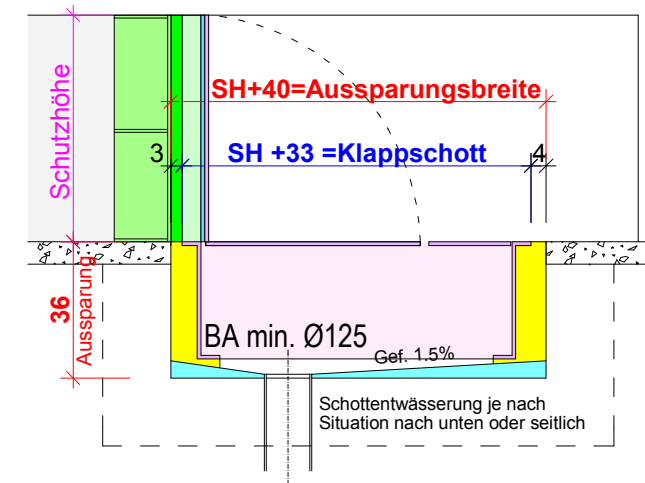 Schutzhöhe
SH+40=Aussparungsbreite
3
SH +33 =Klappschott
4
36
Aussparung
BA min. Ø125
Gef. 1.5%
Schottentwässerung je nach
Situation nach unten oder seitlich